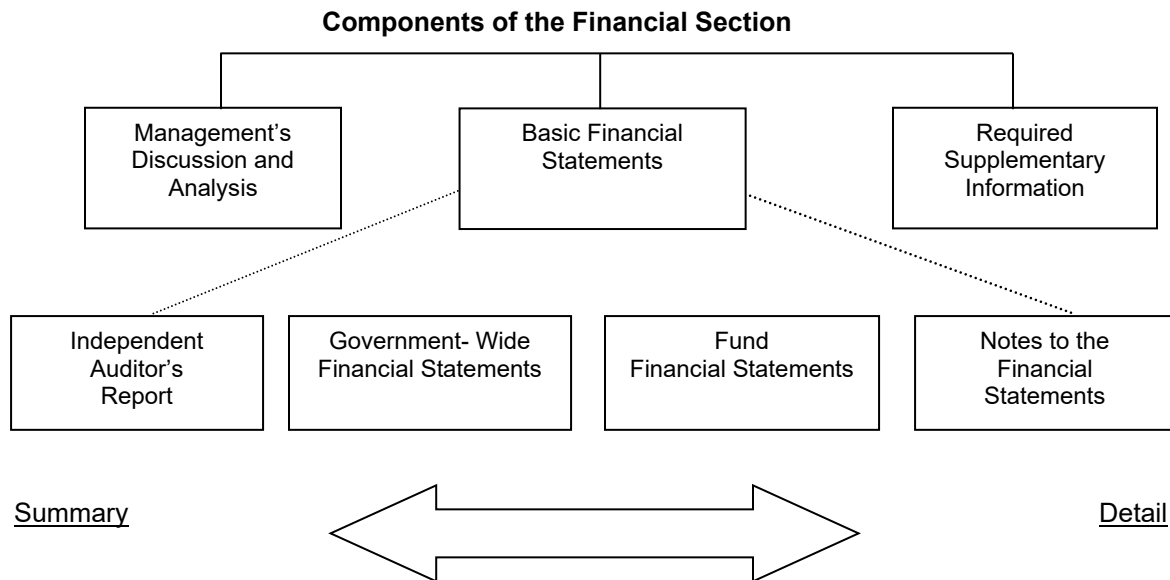 Components of the Financial Section
Management’s
Discussion and
Analysis
Basic Financial
Statements
Required
Supplementary
Information
Independent
Auditor’s
Report
Government- Wide
Financial Statements
Fund
Financial Statements
Notes to the
Financial
Statements
Summary
Detail